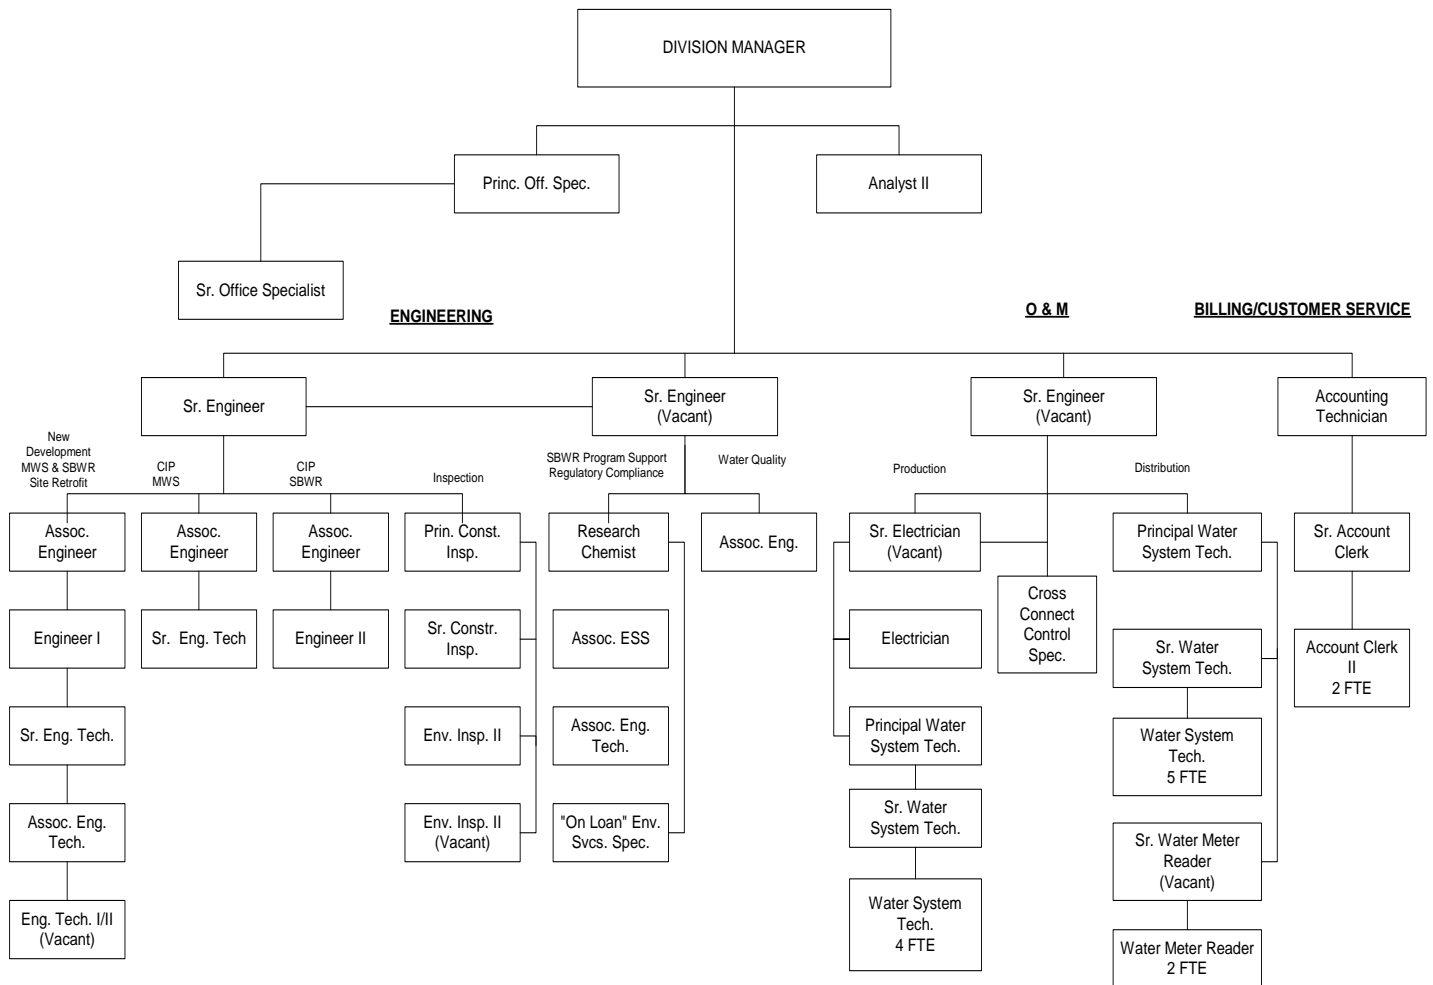 DIVISION MANAGER
Princ. Off. Spec.
Analyst II
Sr. Office Specialist
ENGINEERING
O & M
BILLING/CUSTOMER SERVICE
Sr. Engineer
Sr. Engineer
(Vacant)
Sr. Engineer
(Vacant)
Accounting
Technician
New
Development
MWS & SBWR
Site Retrofit
CIP
MWS
CIP
SBWR
Inspection
SBWR Program Support
Regulatory Compliance
Water Quality
Production
Distribution
Assoc.
Engineer
Assoc.
Engineer
Assoc.
Engineer
Prin. Const.
Insp.
Research
Chemist
Assoc. Eng.
Sr. Electrician
(Vacant)
Principal Water
System Tech.
Sr. Account
Clerk
Engineer I
Sr. Eng. Tech
Engineer II
Sr. Constr.
Insp.
Assoc. ESS
Electrician
Cross
Connect
Control
Spec.
Sr. Water
System Tech.
Account Clerk
II
2 FTE
Sr. Eng. Tech.
Env. Insp. II
Assoc. Eng.
Tech.
Principal Water
System Tech.
Water System
Tech.
5 FTE
Assoc. Eng.
Tech.
Env. Insp. II
(Vacant)
"On Loan" Env.
Svcs. Spec.
Sr. Water
System Tech.
Sr. Water Meter
Reader
(Vacant)
Eng. Tech. I/II
(Vacant)
Water System
Tech.
4 FTE
Water Meter Reader
2 FTE